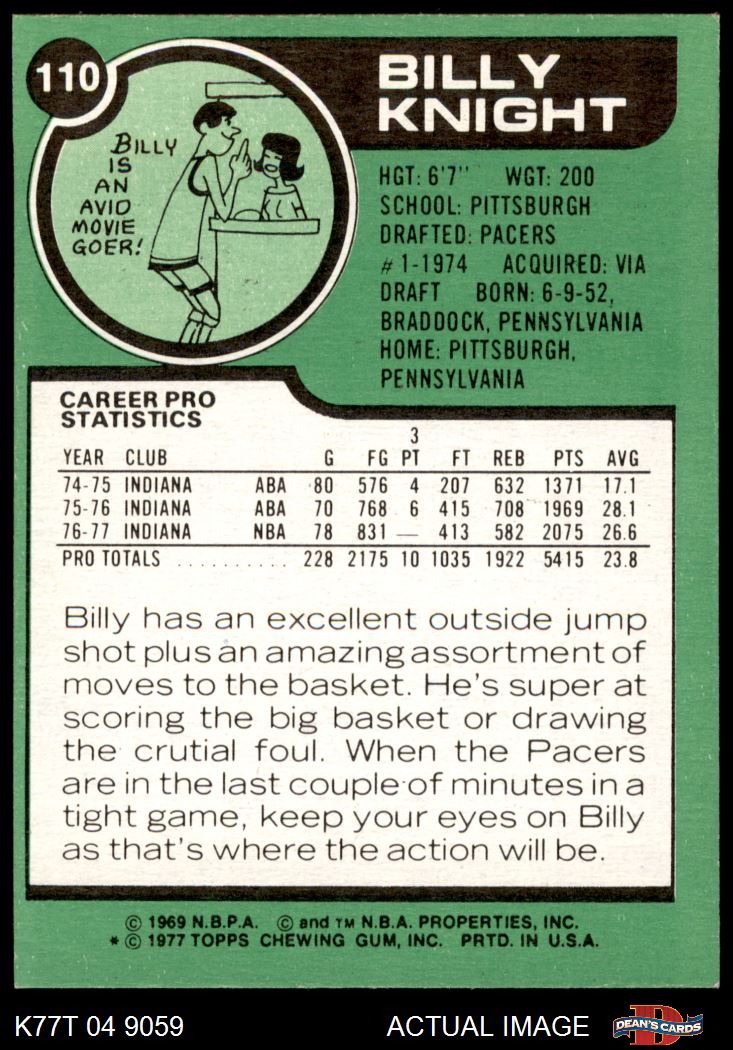 110
BILLY
KNIGHT
BILLY
IS
AN
AVID
MOVIE
GOER!
HGT: 6'7" WGT: 200
SCHOOL: PITTSBURGH
DRAFTED: PACERS
#1-1974 ACQUIRED: VIA
DRAFT BORN: 6-9-52,
BRADDOCK, PENNSYLVANIA
HOME: PITTSBURGH,
PENNSYLVANIA
CAREER PRO
STATISTICS
3
YEAR CLUB G FG PT FT REB PTS AVG
74-75 INDIANA ABA 80 576 4 207 632 1371 17.1
75-76 INDIANA ABA 70 768 6 415 708 1969 28.1
76-77 INDIANA NBA 78 831 — 413 582 2075 26.6
PRO TOTALS .......... 228 2175 10 1035 1922 5415 23.8
Billy has an excellent outside jump
shot plus an amazing assortment of
moves to the basket. He's super at
scoring the big basket or drawing
the crutial foul. When the Pacers
are in the last couple of minutes in a
tight game, keep your eyes on Billy
as that's where the action will be.
© 1969 N.B.P.A. © and TM N.B.A. PROPERTIES, INC.
* © 1977 TOPPS CHEWING GUM, INC. PRTD. IN U.S.A.
K77T 04 9059 ACTUAL IMAGE
D
DEAN'S CARDS